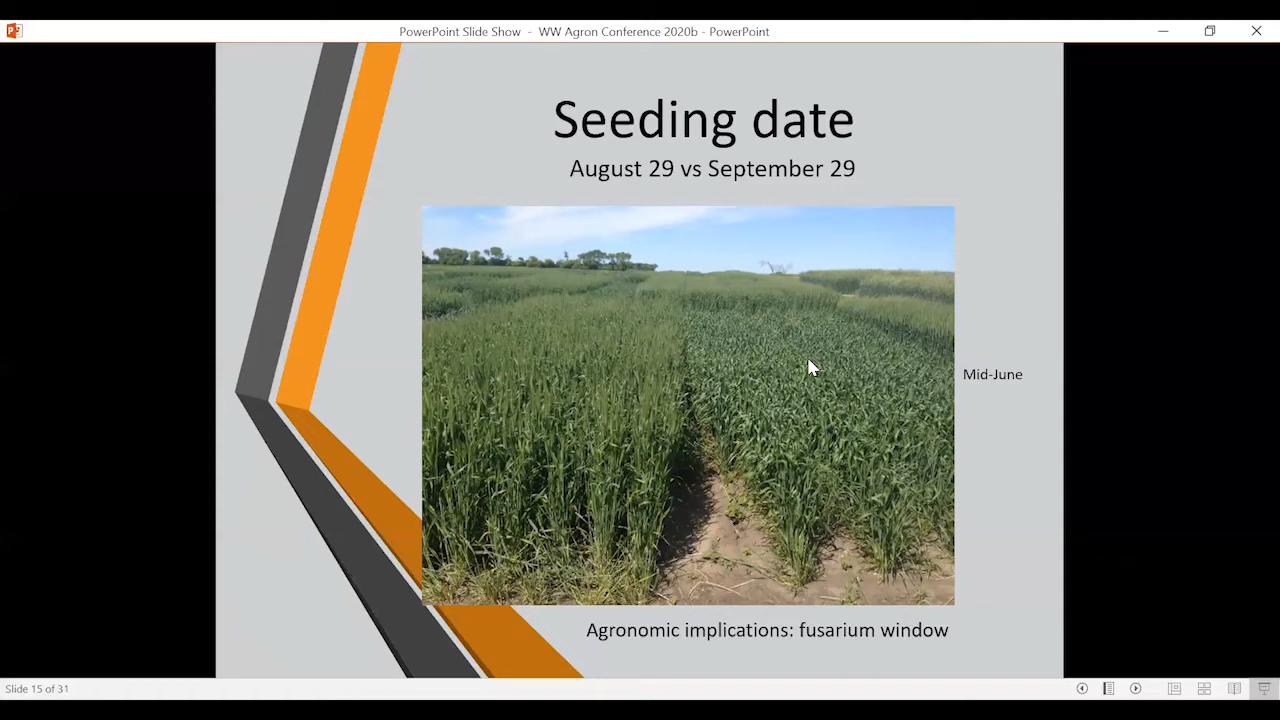 PowerPoint Slide Show - WW Agron Conference 2020b - PowerPoint
Seeding date
August 29 vs September 29
Mid-June
Agronomic implications: fusarium window
Slide 15 of 31